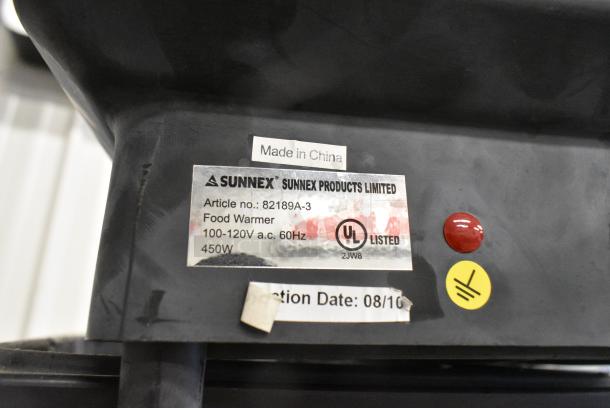 Made in China
SUNNEX® SUNNEX PRODUCTS LIMITED
Article no.: 82189A-3
Food Warmer
100-120V a.c. 60Hz
450W
UL LISTED
2JW8
ction Date: 08/10